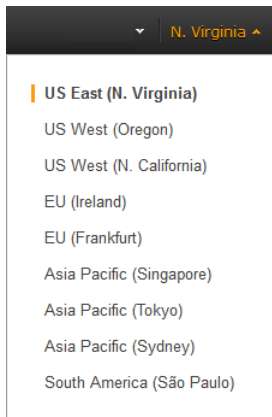 N. Virginia
US East (N. Virginia)
US West (Oregon)
US West (N. California)
EU (Ireland)
EU (Frankfurt)
Asia Pacific (Singapore)
Asia Pacific (Tokyo)
Asia Pacific (Sydney)
South America (São Paulo)